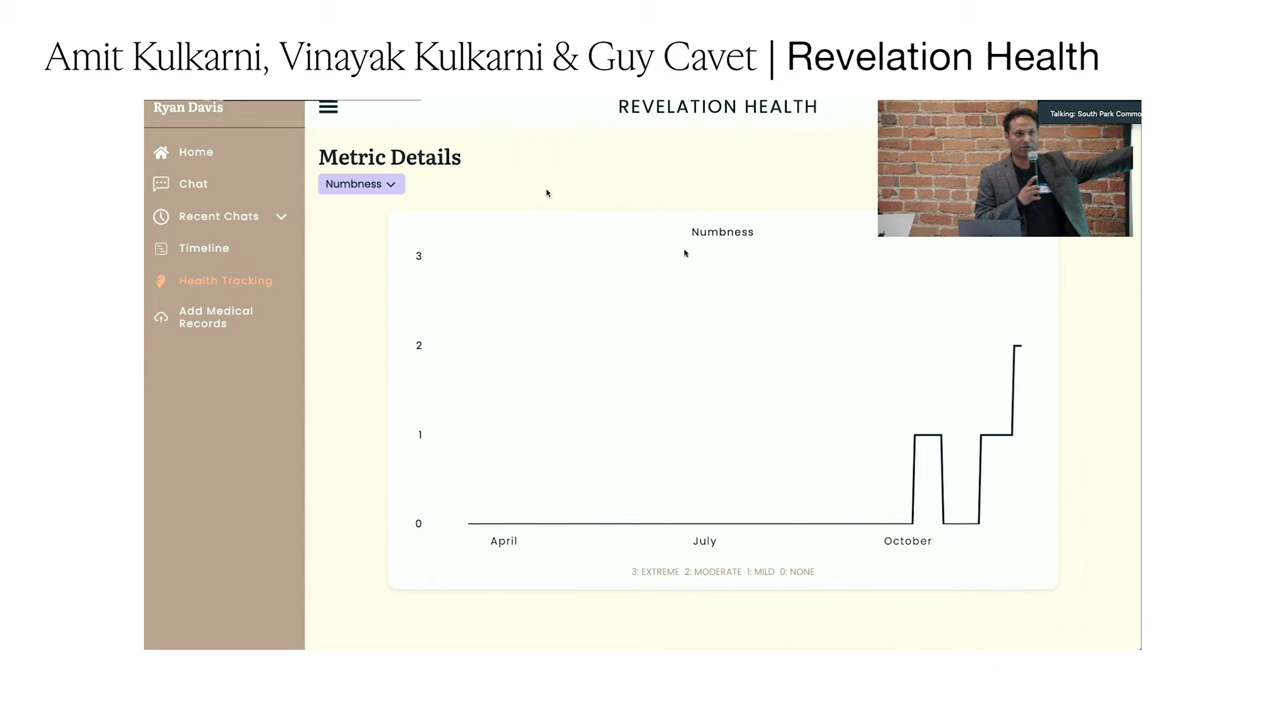 Amit Kulkarni, Vinayak Kulkarni & Guy Cavet | Revelation Health
Ryan Davis
REVELATION HEALTH
Talking: South Park Commo
Home
Chat
Recent Chats
Timeline
Health Tracking
Add Medical
Records
Metric Details
Numbness
Numbness
3
2
1
0
April July October
3: EXTREME 2: MODERATE 1: MILD 0: NONE